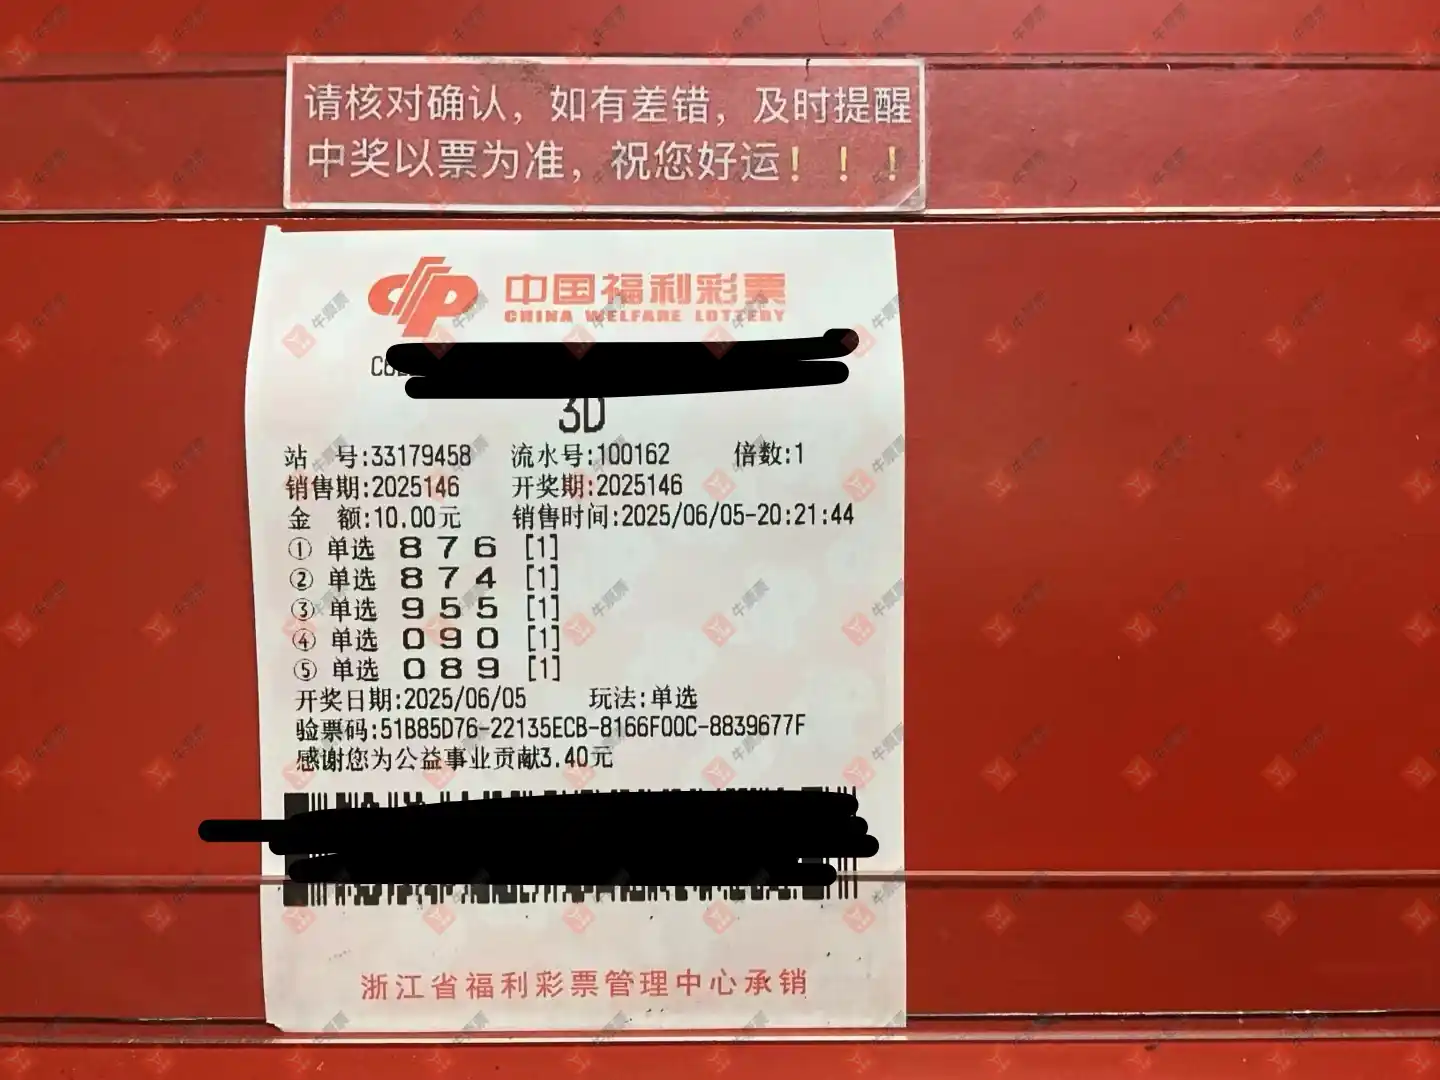 请核对确认，如有差错，及时提醒
中奖以票为准，祝您好运！！！
中国福利彩票
CHINA WELFARE LOTTERY
3D
站 号:33179458 流水号:100162 倍数:1
销售期:2025146 开奖期:2025146
金 额:10.00元 销售时间:2025/06/05-20:21:44
① 单选 8 7 6 [1]
② 单选 8 7 4 [1]
③ 单选 9 5 5 [1]
④ 单选 0 9 0 [1]
⑤ 单选 0 8 9 [1]
开奖日期:2025/06/05 玩法:单选
验票码:51B85D76-22135ECB-8166F00C-8839677F
感谢您为公益事业贡献3.40元
浙江省福利彩票管理中心承销
牛票票